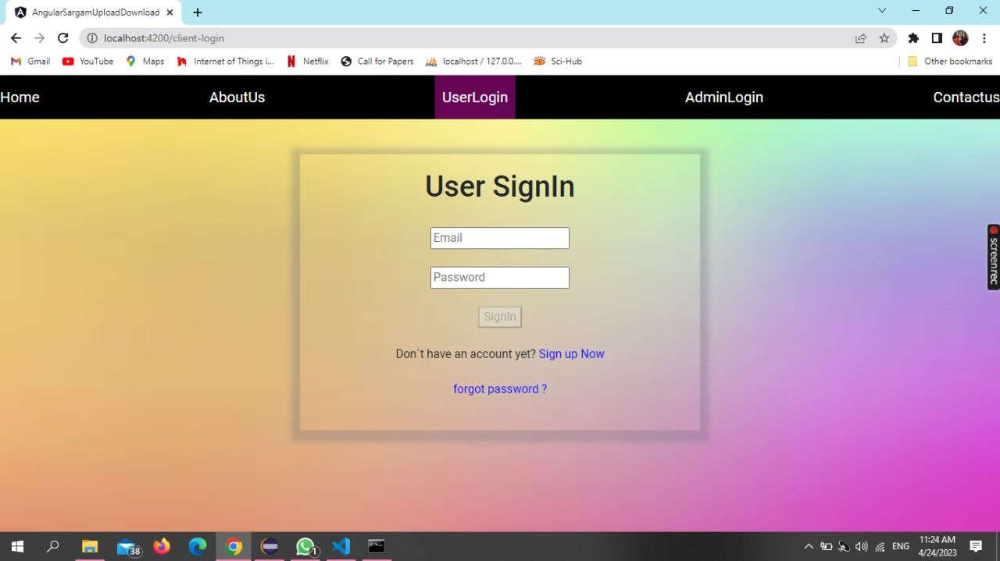 AngularSargamUploadDownload
localhost:4200/client-login
Gmail YouTube Maps Internet of Things i... Netflix Call for Papers localhost / 127.0.0.... Sci-Hub Other bookmarks
Home AboutUs UserLogin AdminLogin Contactus
User SignIn
Email
Password
SignIn
Don`t have an account yet? Sign up Now
forgot password ?
screenrec
38 1 ENG 11:24 AM
4/24/2023